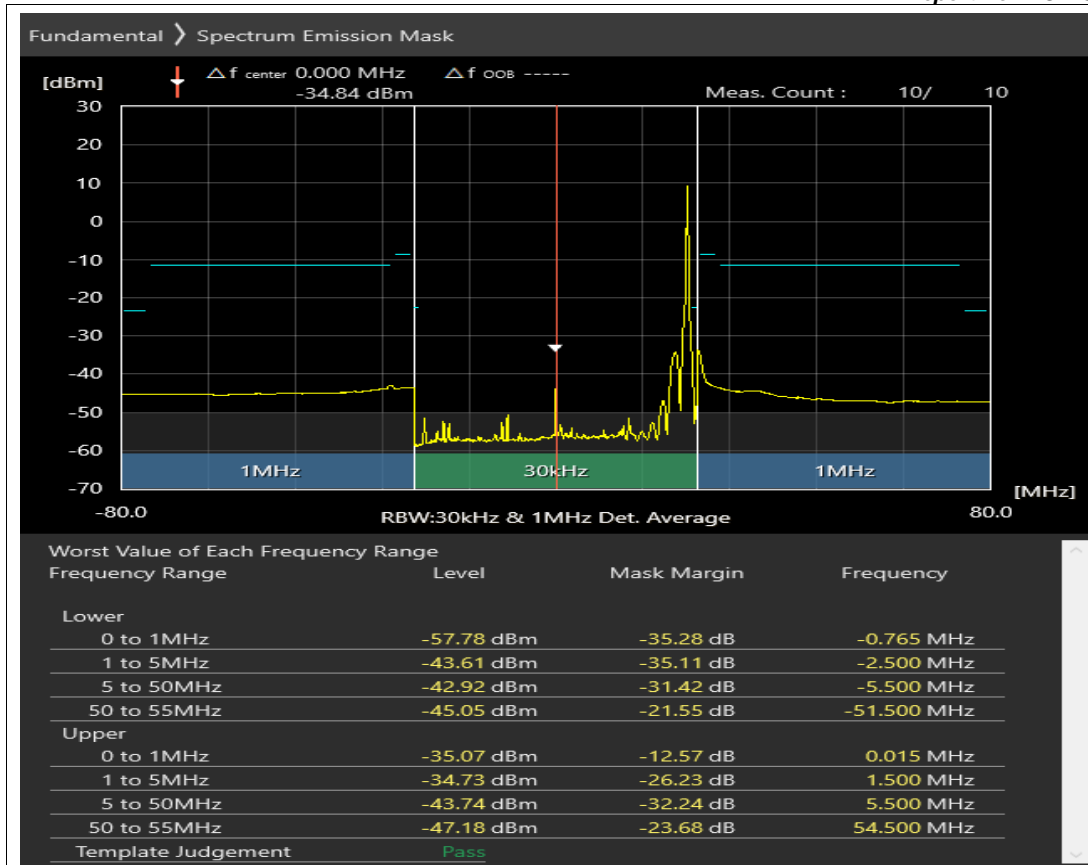 Fundamental 〉 Spectrum Emission Mask
[dBm] Δf center 0.000 MHz Δf OOB -----
-34.84 dBm Meas. Count : 10/ 10
30
20
10
0
-10
-20
-30
-40
-50
-60
1MHz 30kHz 1MHz
-70 [MHz]
-80.0 RBW:30kHz & 1MHz Det. Average 80.0
Worst Value of Each Frequency Range
Frequency Range Level Mask Margin Frequency
Lower
0 to 1MHz -57.78 dBm -35.28 dB -0.765 MHz
1 to 5MHz -43.61 dBm -35.11 dB -2.500 MHz
5 to 50MHz -42.92 dBm -31.42 dB -5.500 MHz
50 to 55MHz -45.05 dBm -21.55 dB -51.500 MHz
Upper
0 to 1MHz -35.07 dBm -12.57 dB 0.015 MHz
1 to 5MHz -34.73 dBm -26.23 dB 1.500 MHz
5 to 50MHz -43.74 dBm -32.24 dB 5.500 MHz
50 to 55MHz -47.18 dBm -23.68 dB 54.500 MHz
Template Judgement Pass